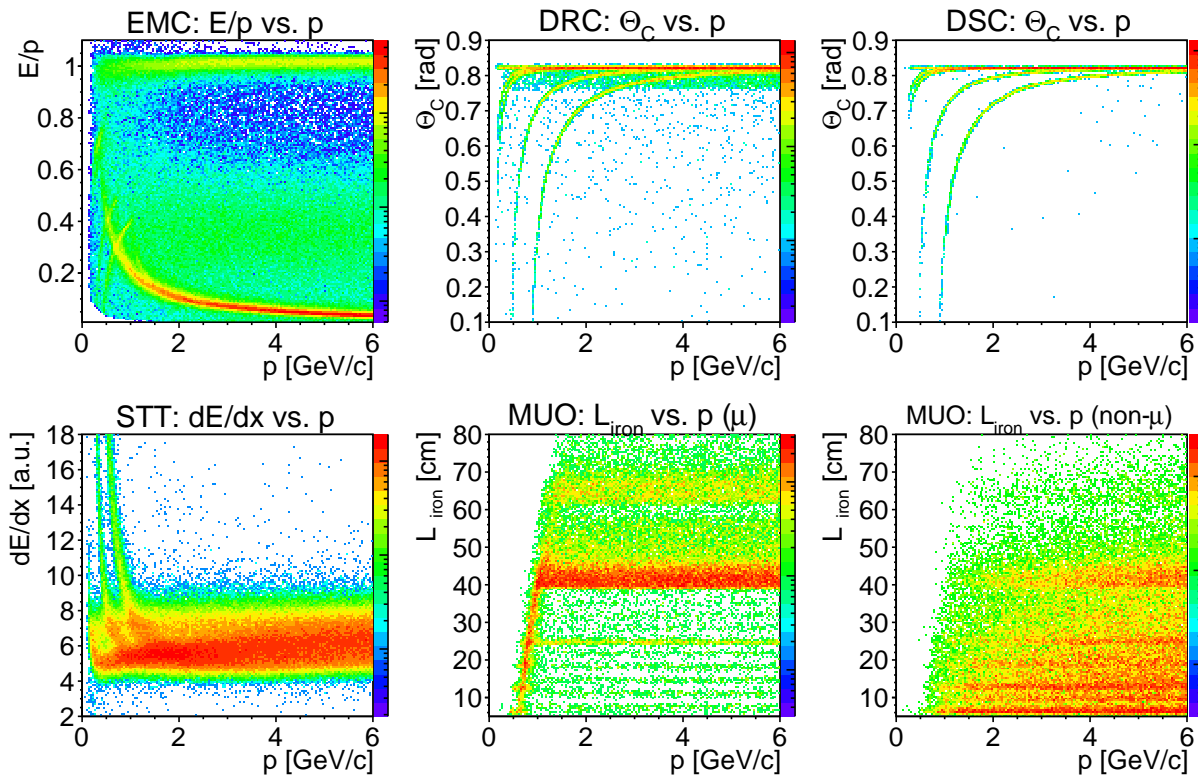 EMC: E/p vs. p
E/p
1
0.8
0.6
0.4
0.2
0 2 4 6
p [GeV/c]
DRC: Θ_C vs. p
Θ_C [rad]
0.9
0.8
0.7
0.6
0.5
0.4
0.3
0.2
0.1
0 2 4 6
p [GeV/c]
DSC: Θ_C vs. p
Θ_C [rad]
0.9
0.8
0.7
0.6
0.5
0.4
0.3
0.2
0.1
0 2 4 6
p [GeV/c]
STT: dE/dx vs. p
dE/dx [a.u.]
18
16
14
12
10
8
6
4
2
0 2 4 6
p [GeV/c]
MUO: L_iron vs. p (μ)
L_iron [cm]
80
70
60
50
40
30
20
10
0 2 4 6
p [GeV/c]
MUO: L_iron vs. p (non-μ)
L_iron [cm]
80
70
60
50
40
30
20
10
0 2 4 6
p [GeV/c]